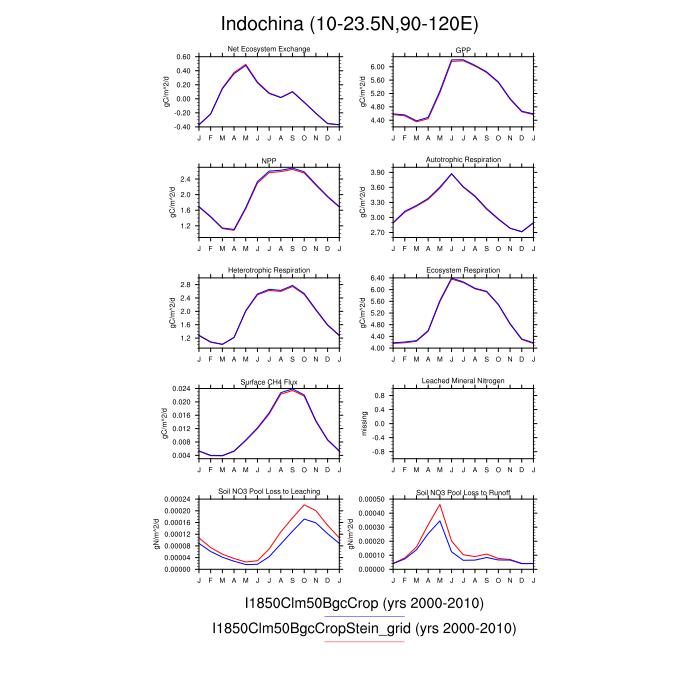 Indochina (10-23.5N,90-120E)
Net Ecosystem Exchange
GPP
gC/m^2/d
0.60
0.40
0.20
0.00
-0.20
-0.40
J F M A M J J A S O N D J
gC/m^2/d
6.00
5.60
5.20
4.80
4.40
J F M A M J J A S O N D J
NPP
Autotrophic Respiration
gC/m^2/d
2.4
2.0
1.6
1.2
J F M A M J J A S O N D J
gC/m^2/d
3.90
3.60
3.30
3.00
2.70
J F M A M J J A S O N D J
Heterotrophic Respiration
Ecosystem Respiration
gC/m^2/d
2.8
2.4
2.0
1.6
1.2
J F M A M J J A S O N D J
gC/m^2/d
6.40
6.00
5.60
5.20
4.80
4.40
4.00
J F M A M J J A S O N D J
Surface CH4 Flux
Leached Mineral Nitrogen
gC/m^2/d
0.024
0.020
0.016
0.012
0.008
0.004
J F M A M J J A S O N D J
missing
0.8
0.4
0.0
-0.4
-0.8
J F M A M J J A S O N D J
Soil NO3 Pool Loss to Leaching
Soil NO3 Pool Loss to Runoff
gN/m^2/d
0.00024
0.00020
0.00016
0.00012
0.00008
0.00004
0.00000
J F M A M J J A S O N D J
gN/m^2/d
0.00050
0.00040
0.00030
0.00020
0.00010
0.00000
J F M A M J J A S O N D J
I1850Clm50BgcCrop (yrs 2000-2010)
I1850Clm50BgcCropStein_grid (yrs 2000-2010)